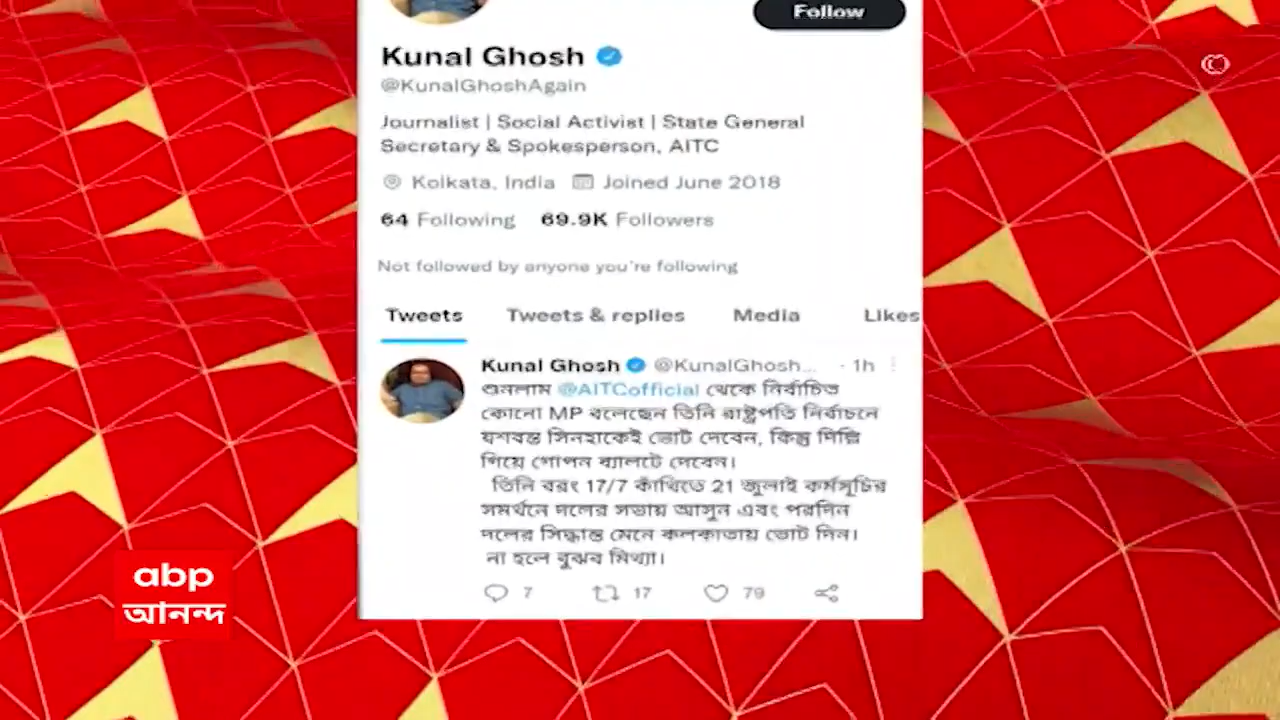 Follow
Kunal Ghosh
@KunalGhoshAgain
Journalist | Social Activist | State General
Secretary & Spokesperson, AITC
Kolkata, India Joined June 2018
64 Following 69.9K Followers
Not followed by anyone you're following
Tweets Tweets & replies Media Likes
Kunal Ghosh @KunalGhosh... · 1h
শুনলাম @AITCofficial থেকে নির্বাচিত
কোনো MP বলেছেন তিনি রাষ্ট্রপতি নির্বাচনে
যশবন্ত সিনহাকেই ভোট দেবেন, কিন্তু দিল্লি
গিয়ে গোপন ব্যালটে দেবেন।
তিনি বরং 17/7 কাঁথিতে 21 জুলাই কর্মসূচির
সমর্থনে দলের সভায় আসুন এবং পরদিন
দলের সিদ্ধান্ত মেনে কলকাতায় ভোট দিন।
না হলে বুঝব মিথ্যা।
7 17 79
abp
আনন্দ